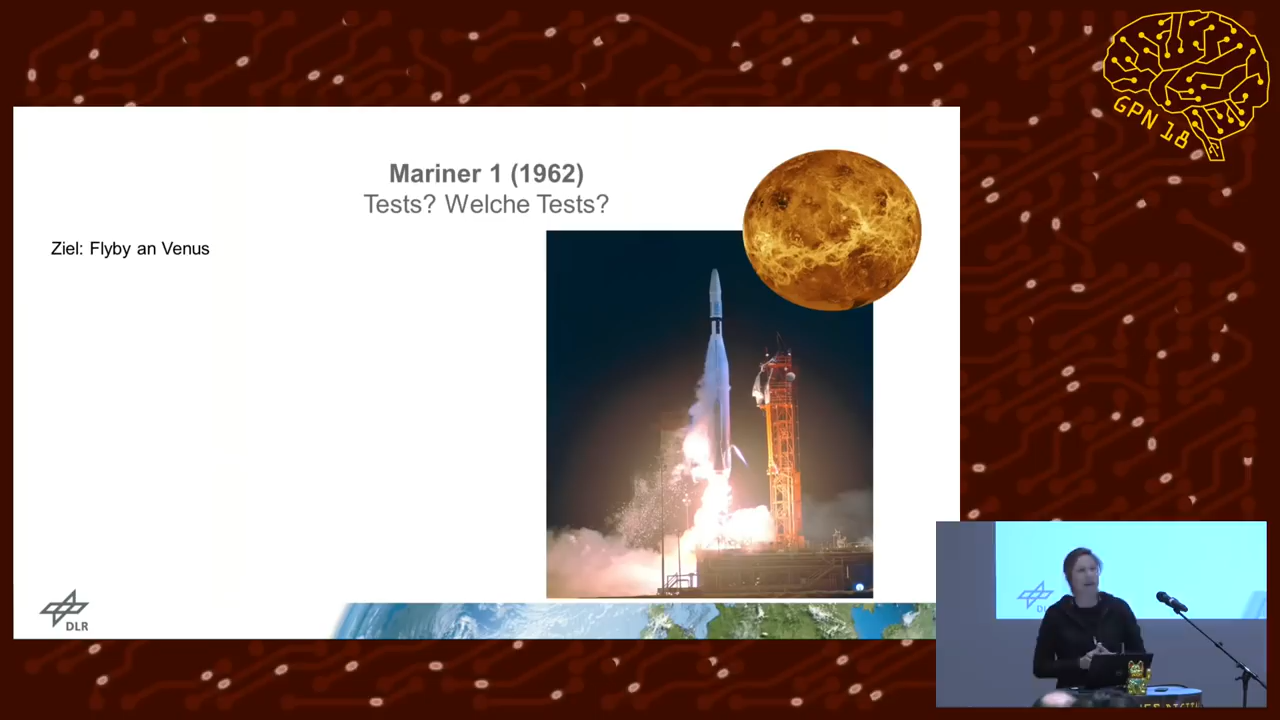 GPN 18
Mariner 1 (1962)
Tests? Welche Tests?
Ziel: Flyby an Venus
DLR